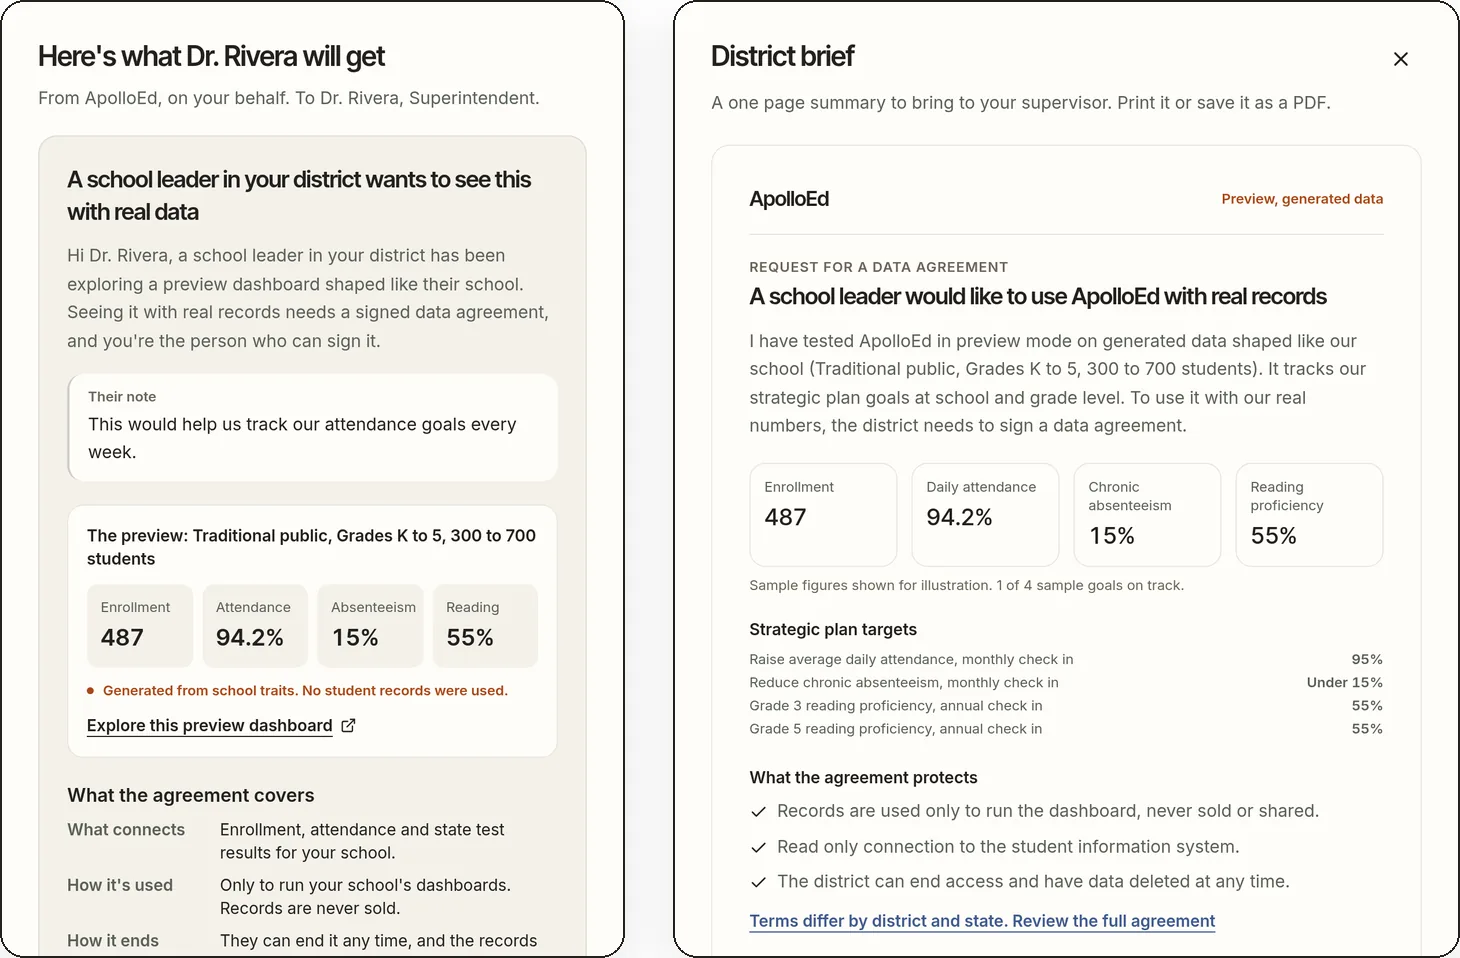 Here's what Dr. Rivera will get
From ApolloEd, on your behalf. To Dr. Rivera, Superintendent.
A school leader in your district wants to see this
with real data
Hi Dr. Rivera, a school leader in your district has been
exploring a preview dashboard shaped like their school.
Seeing it with real records needs a signed data agreement,
and you're the person who can sign it.
Their note
This would help us track our attendance goals every
week.
The preview: Traditional public, Grades K to 5, 300 to 700
students
Enrollment
487
Attendance
94.2%
Absenteeism
15%
Reading
55%
Generated from school traits. No student records were used.
Explore this preview dashboard
What the agreement covers
What connects
Enrollment, attendance and state test
results for your school.
How it's used
Only to run your school's dashboards.
Records are never sold.
How it ends
They can end it any time, and the records
District brief
A one page summary to bring to your supervisor. Print it or save it as a PDF.
ApolloEd
Preview, generated data
REQUEST FOR A DATA AGREEMENT
A school leader would like to use ApolloEd with real records
I have tested ApolloEd in preview mode on generated data shaped like our
school (Traditional public, Grades K to 5, 300 to 700 students). It tracks our
strategic plan goals at school and grade level. To use it with our real
numbers, the district needs to sign a data agreement.
Enrollment
487
Daily attendance
94.2%
Chronic
absenteeism
15%
Reading
proficiency
55%
Sample figures shown for illustration. 1 of 4 sample goals on track.
Strategic plan targets
Raise average daily attendance, monthly check in 95%
Reduce chronic absenteeism, monthly check in Under 15%
Grade 3 reading proficiency, annual check in 55%
Grade 5 reading proficiency, annual check in 55%
What the agreement protects
Records are used only to run the dashboard, never sold or shared.
Read only connection to the student information system.
The district can end access and have data deleted at any time.
Terms differ by district and state. Review the full agreement